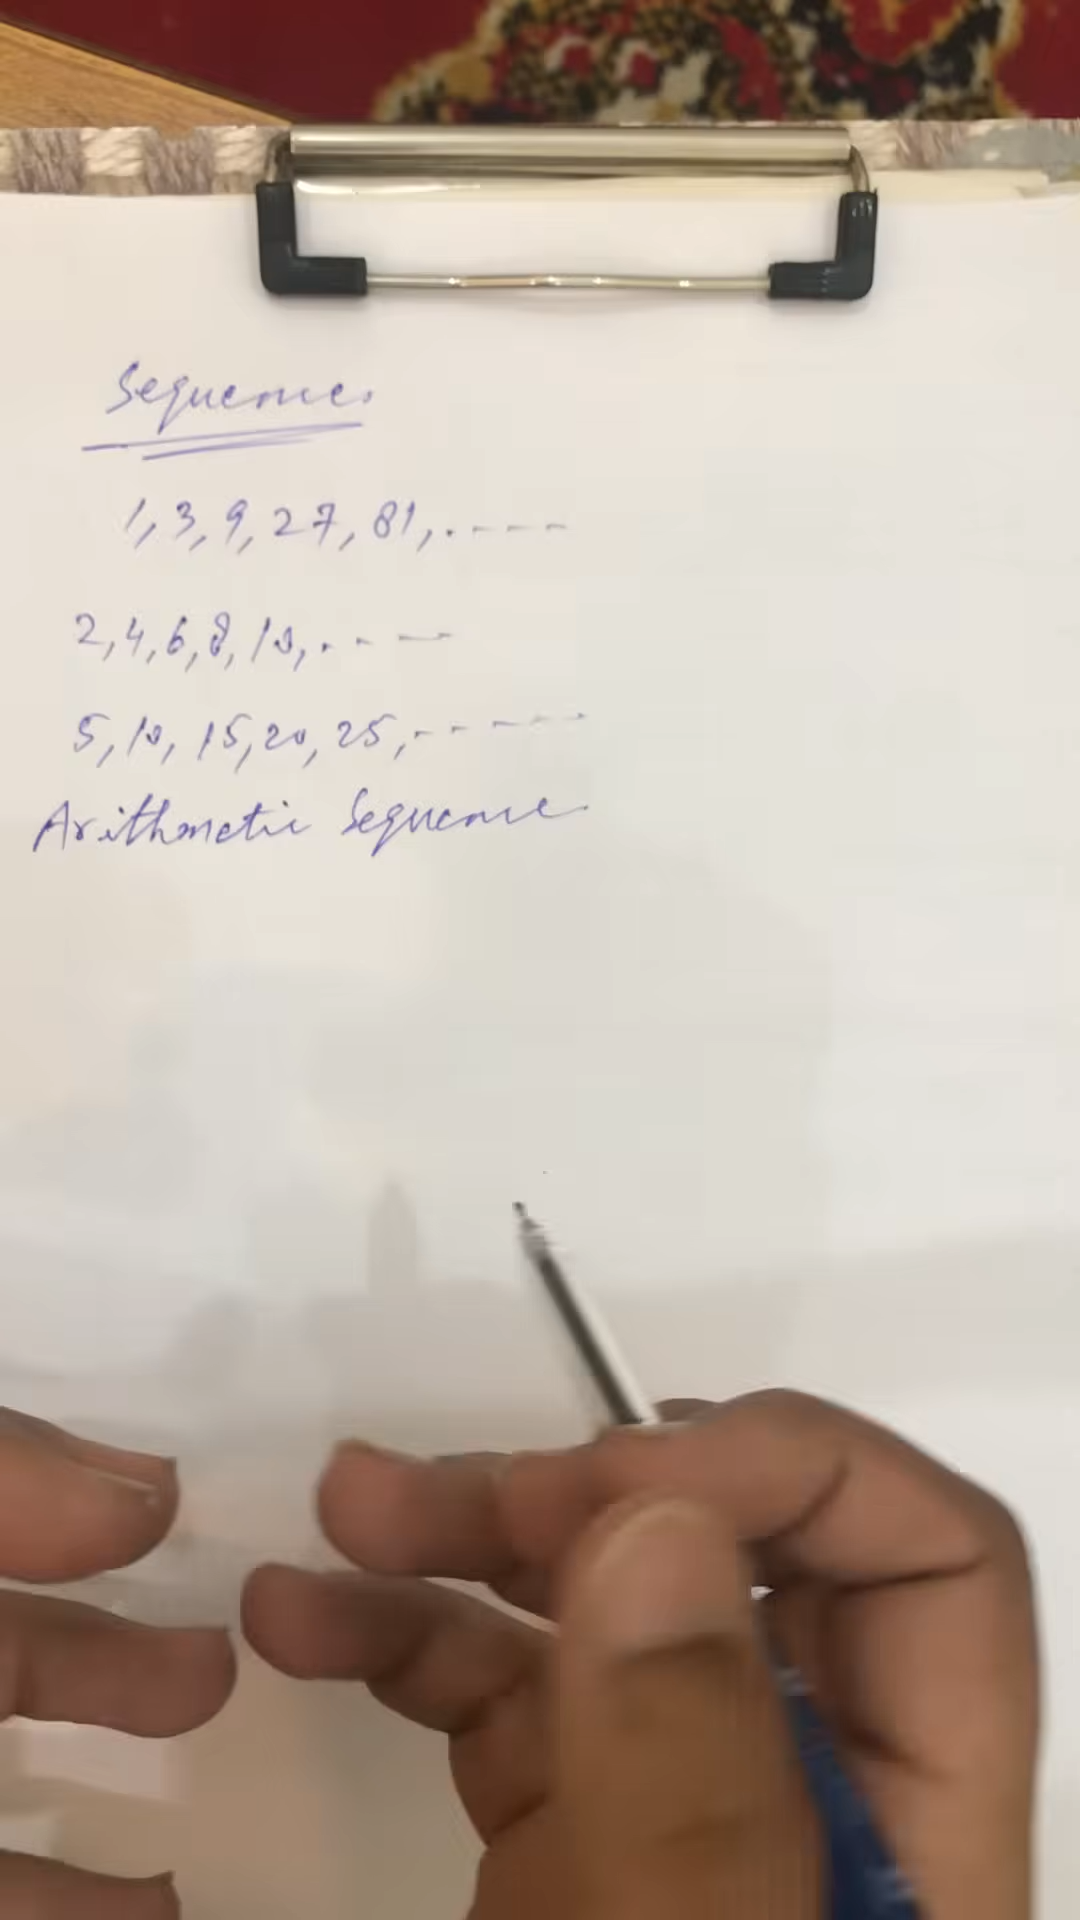 Sequence.
1, 3, 9, 27, 81, . - - - -
2, 4, 6, 8, 10, . - - —
5, 10, 15, 20, 25, - - - - - -
Arithmetic Sequence.